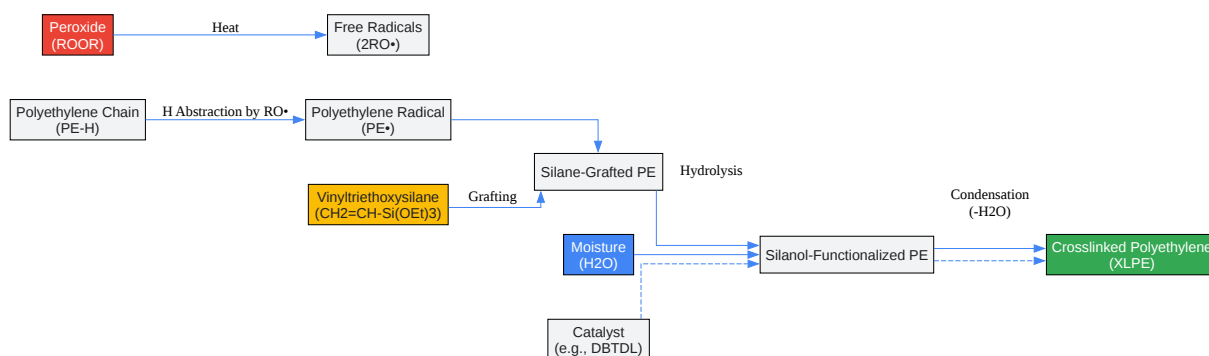 Peroxide
(ROOR)
Heat
Free Radicals
(2RO•)
Polyethylene Chain
(PE-H)
H Abstraction by RO•
Polyethylene Radical
(PE•)
Silane-Grafted PE
Hydrolysis
Vinyltriethoxysilane
(CH2=CH-Si(OEt)3)
Grafting
Condensation
(-H2O)
Moisture
(H2O)
Silanol-Functionalized PE
Crosslinked Polyethylene
(XLPE)
Catalyst
(e.g., DBTDL)